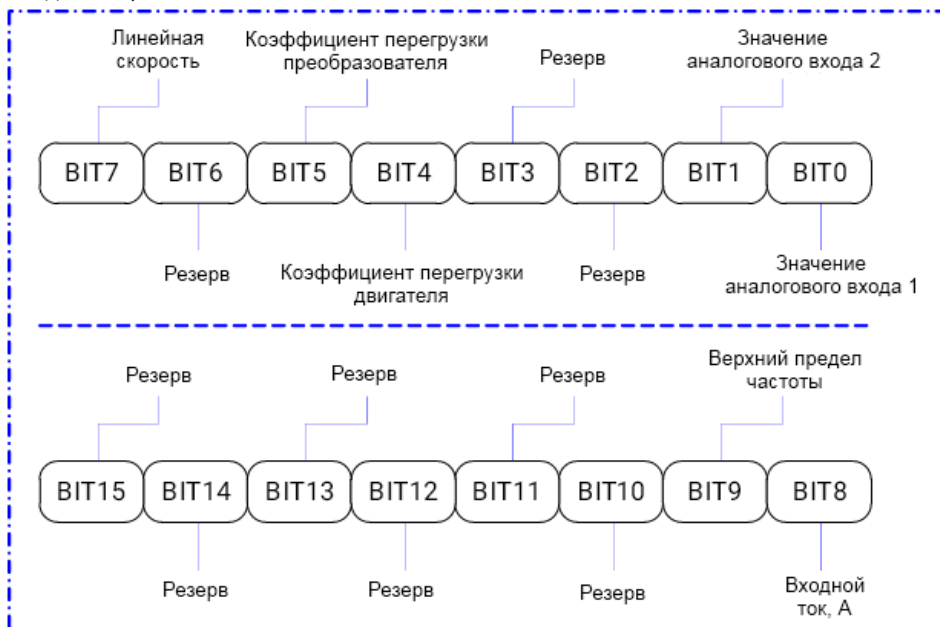 Линейная
скорость
Коэффициент перегрузки
преобразователя
Резерв
Значение
аналогового входа 2
BIT7 BIT6 BIT5 BIT4 BIT3 BIT2 BIT1 BIT0
Резерв
Коэффициент перегрузки
двигателя
Резерв
Значение
аналогового входа 1
Резерв
Резерв
Резерв
Верхний предел
частоты
BIT15 BIT14 BIT13 BIT12 BIT11 BIT10 BIT9 BIT8
Резерв
Резерв
Резерв
Входной
ток, А